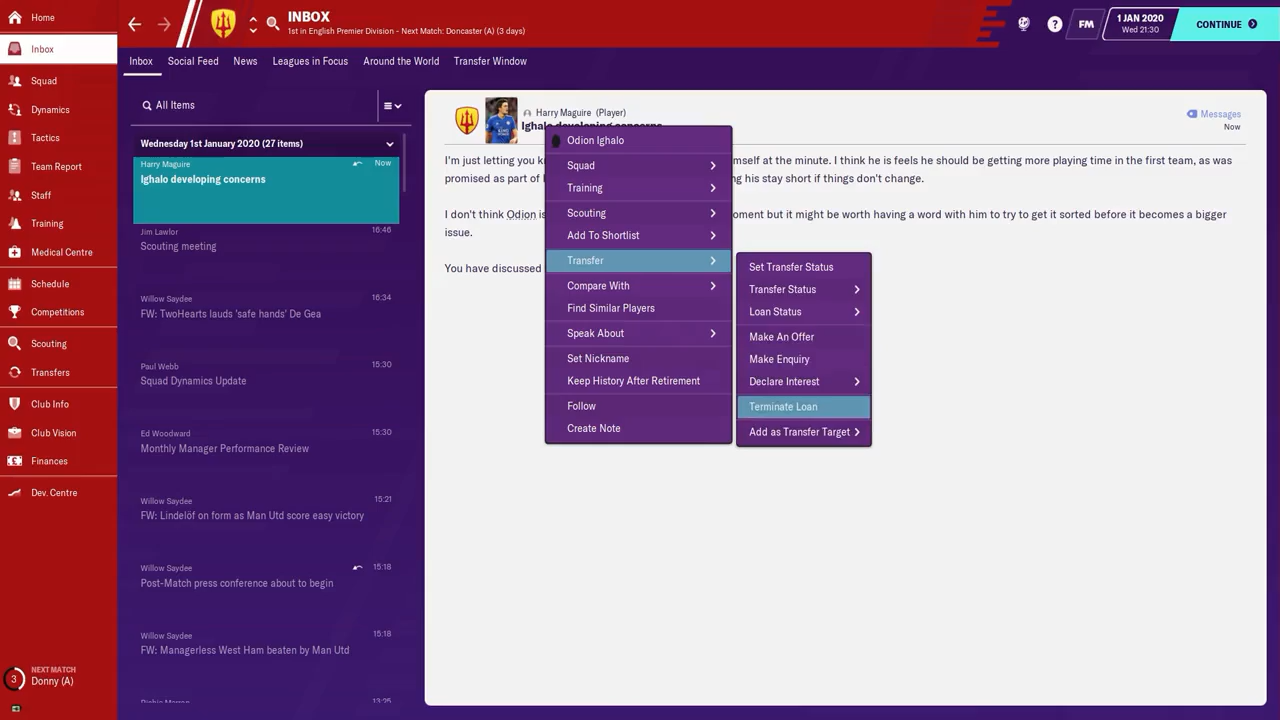 Home
Inbox
Squad
Dynamics
Tactics
Team Report
Staff
Training
Medical Centre
Schedule
Competitions
Scouting
Transfers
Club Info
Club Vision
Finances
Dev. Centre
3
NEXT MATCH
Donny (A)
INBOX
1st in English Premier Division - Next Match: Doncaster (A) (3 days)
?
FM
1 JAN 2020
Wed 21:30
CONTINUE
Inbox Social Feed News Leagues in Focus Around the World Transfer Window
All Items
Wednesday 1st January 2020 (27 items)
Harry Maguire Now
Ighalo developing concerns
Jim Lawlor 16:46
Scouting meeting
Willow Saydee 16:34
FW: TwoHearts lauds 'safe hands' De Gea
Paul Webb 15:30
Squad Dynamics Update
Ed Woodward 15:30
Monthly Manager Performance Review
Willow Saydee 15:21
FW: Lindelöf on form as Man Utd score easy victory
Willow Saydee 15:18
Post-Match press conference about to begin
Willow Saydee 15:18
FW: Managerless West Ham beaten by Man Utd
13:25
Harry Maguire (Player)
Ighalo developing concerns
Messages
Now
I'm just letting you k mself at the minute. I think he is feels he should be getting more playing time in the first team, as was
promised as part of ng his stay short if things don't change.
I don't think Odion is oment but it might be worth having a word with him to try to get it sorted before it becomes a bigger
issue.
You have discussed
Odion Ighalo
Squad
Training
Scouting
Add To Shortlist
Transfer
Compare With
Find Similar Players
Speak About
Set Nickname
Keep History After Retirement
Follow
Create Note
Set Transfer Status
Transfer Status
Loan Status
Make An Offer
Make Enquiry
Declare Interest
Terminate Loan
Add as Transfer Target